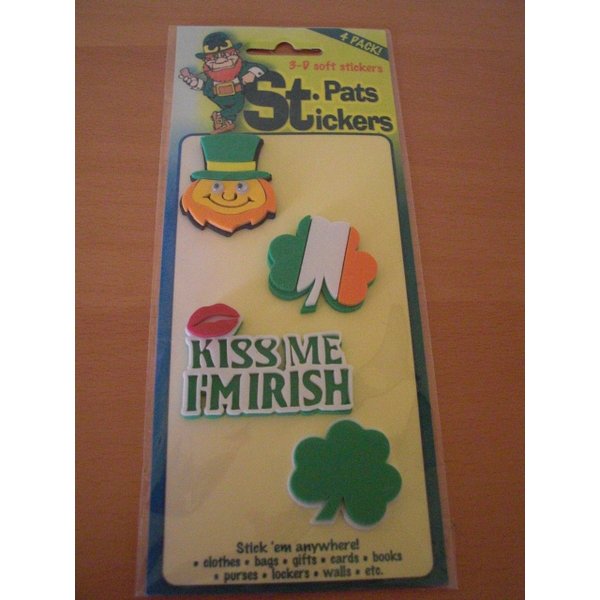 4 PACK!
3-D soft stickers
St. Pats
Stickers
KISS ME
I'M IRISH
Stick 'em anywhere!
• clothes • bags • gifts • cards • books
• purses • lockers • walls • etc.